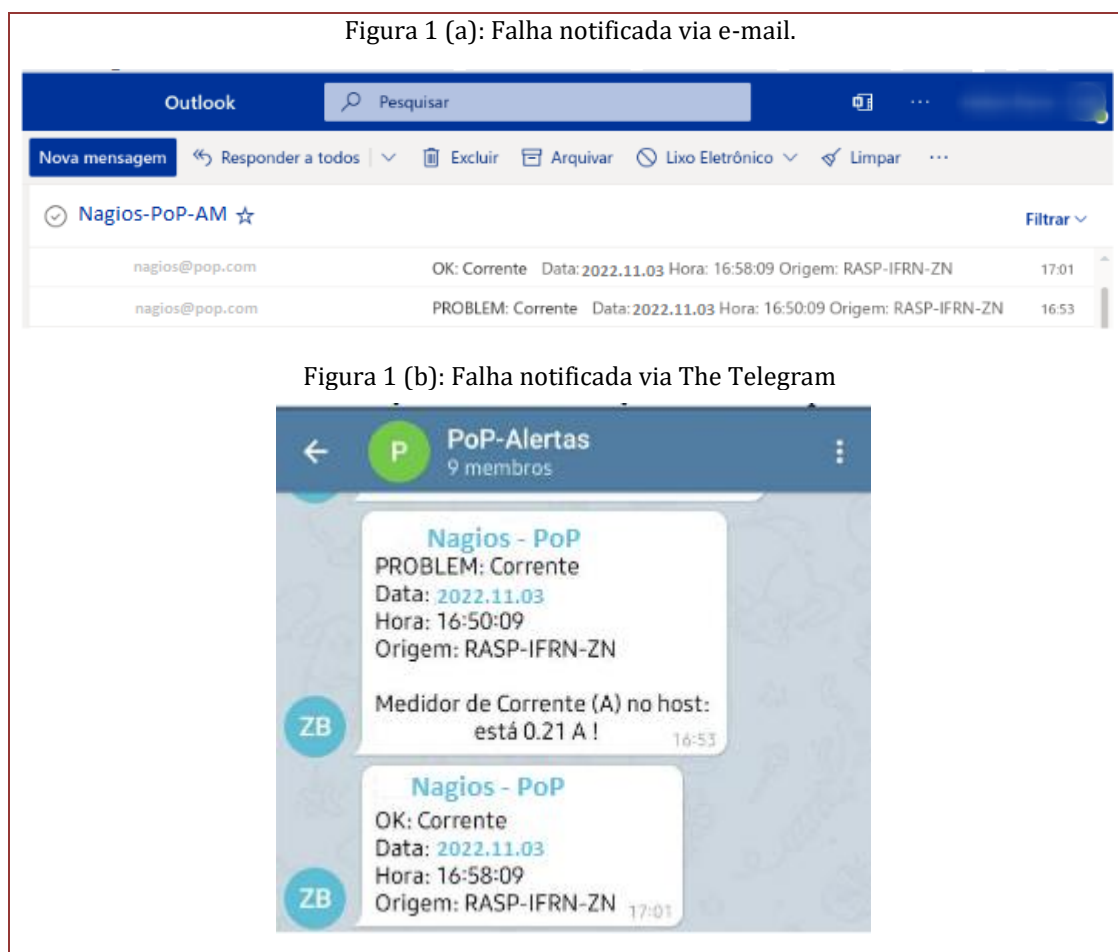 Figura 1 (a): Falha notificada via e-mail.
Outlook Pesquisar ...
Nova mensagem Responder a todos Excluir Arquivar Lixo Eletrônico Limpar ...
Nagios-PoP-AM Filtrar
nagios@pop.com OK: Corrente Data: 2022.11.03 Hora: 16:58:09 Origem: RASP-IFRN-ZN 17:01
nagios@pop.com PROBLEM: Corrente Data: 2022.11.03 Hora: 16:50:09 Origem: RASP-IFRN-ZN 16:53
Figura 1 (b): Falha notificada via The Telegram
P PoP-Alertas
9 membros
Nagios - PoP
PROBLEM: Corrente
Data: 2022.11.03
Hora: 16:50:09
Origem: RASP-IFRN-ZN
Medidor de Corrente (A) no host:
ZB está 0.21 A !
16:53
Nagios - PoP
OK: Corrente
Data: 2022.11.03
Hora: 16:58:09
ZB Origem: RASP-IFRN-ZN 17:01